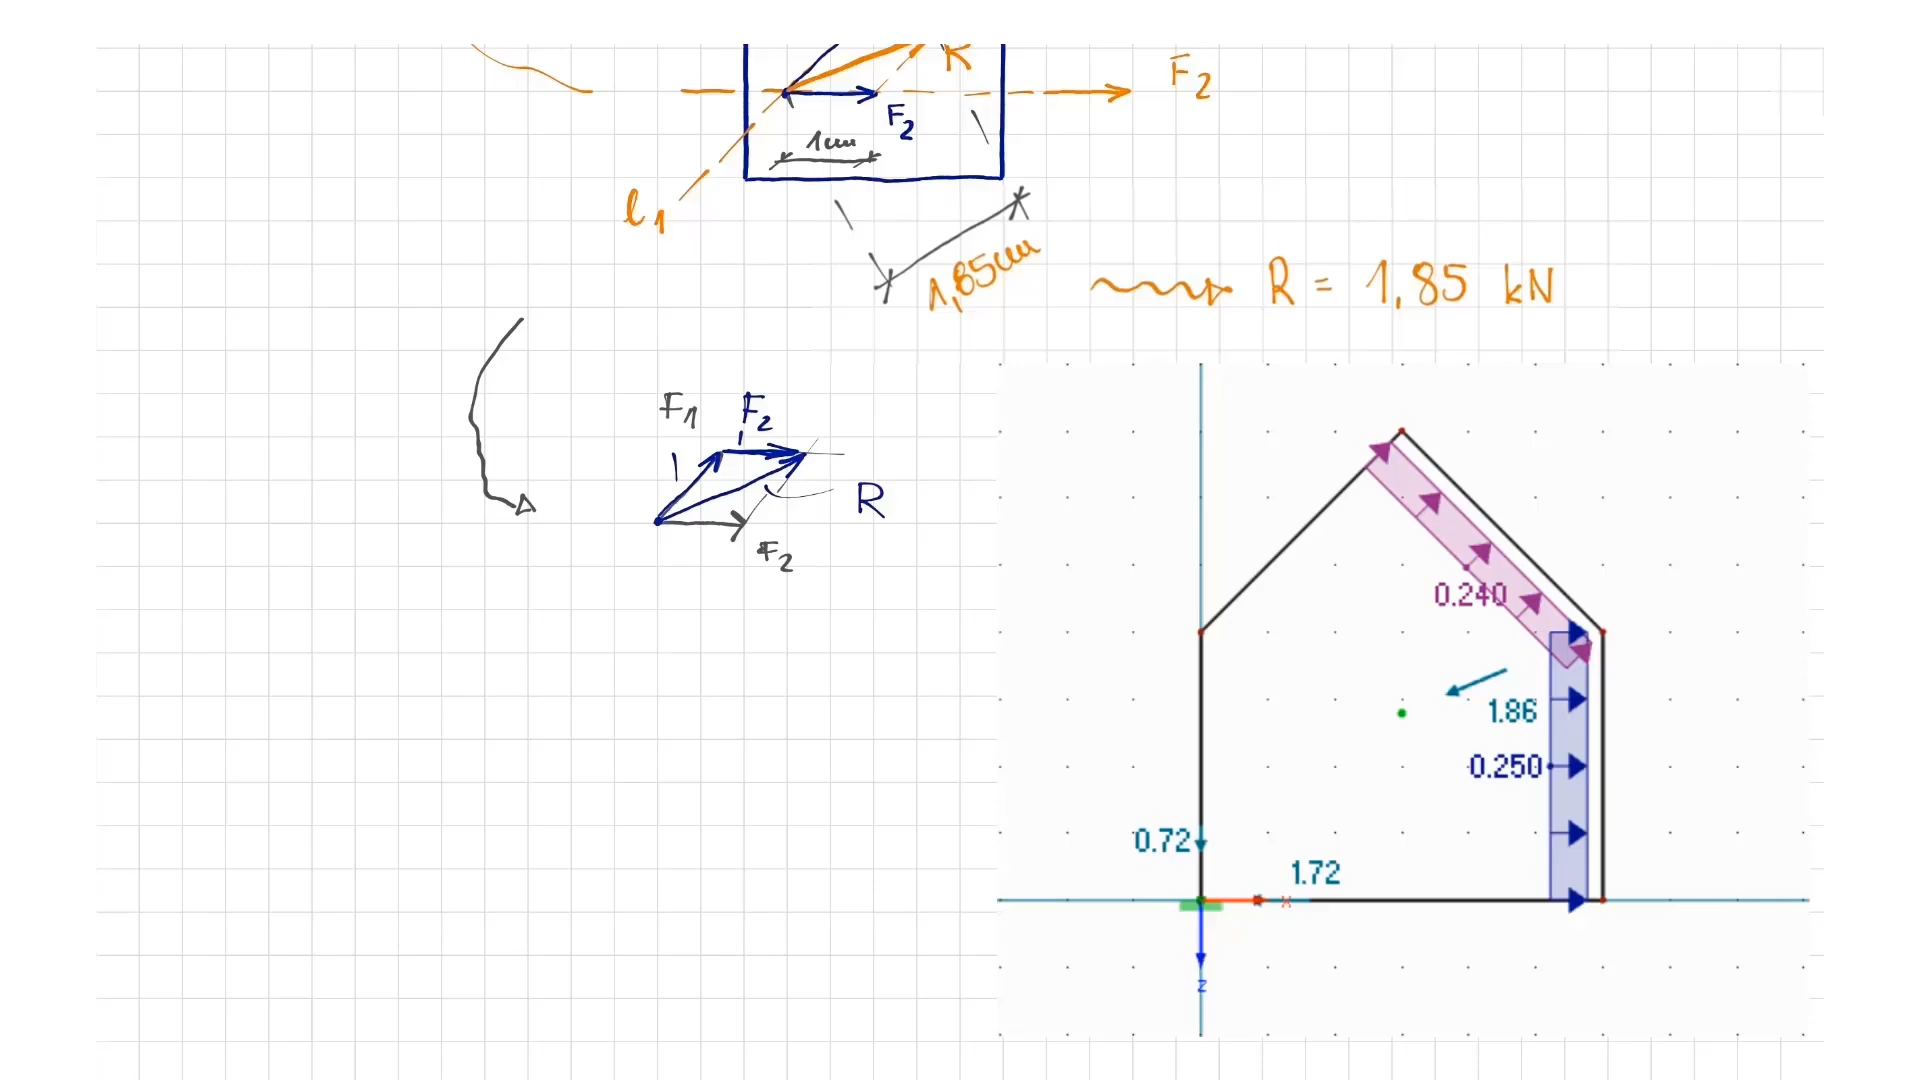 R
F2
F2
1cm
l1
1,85cm
R = 1,85 kN
F1 F2
R
F2
0.240
1.86
0.250
0.72
1.72
x
z